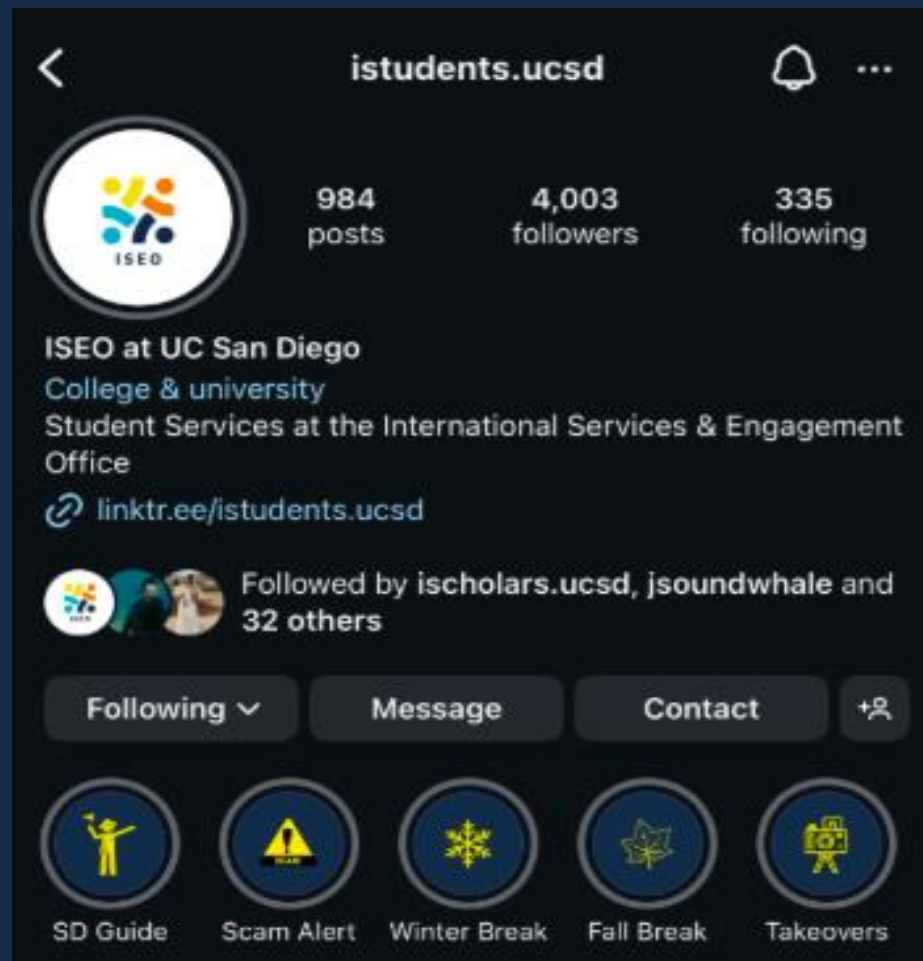 istudents.ucsd
ISEO
984
posts
4,003
followers
335
following
ISEO at UC San Diego
College & university
Student Services at the International Services & Engagement
Office
linktr.ee/istudents.ucsd
Followed by ischolars.ucsd, jsoundwhale and
32 others
Following
Message
Contact
SD Guide
Scam Alert
Winter Break
Fall Break
Takeovers